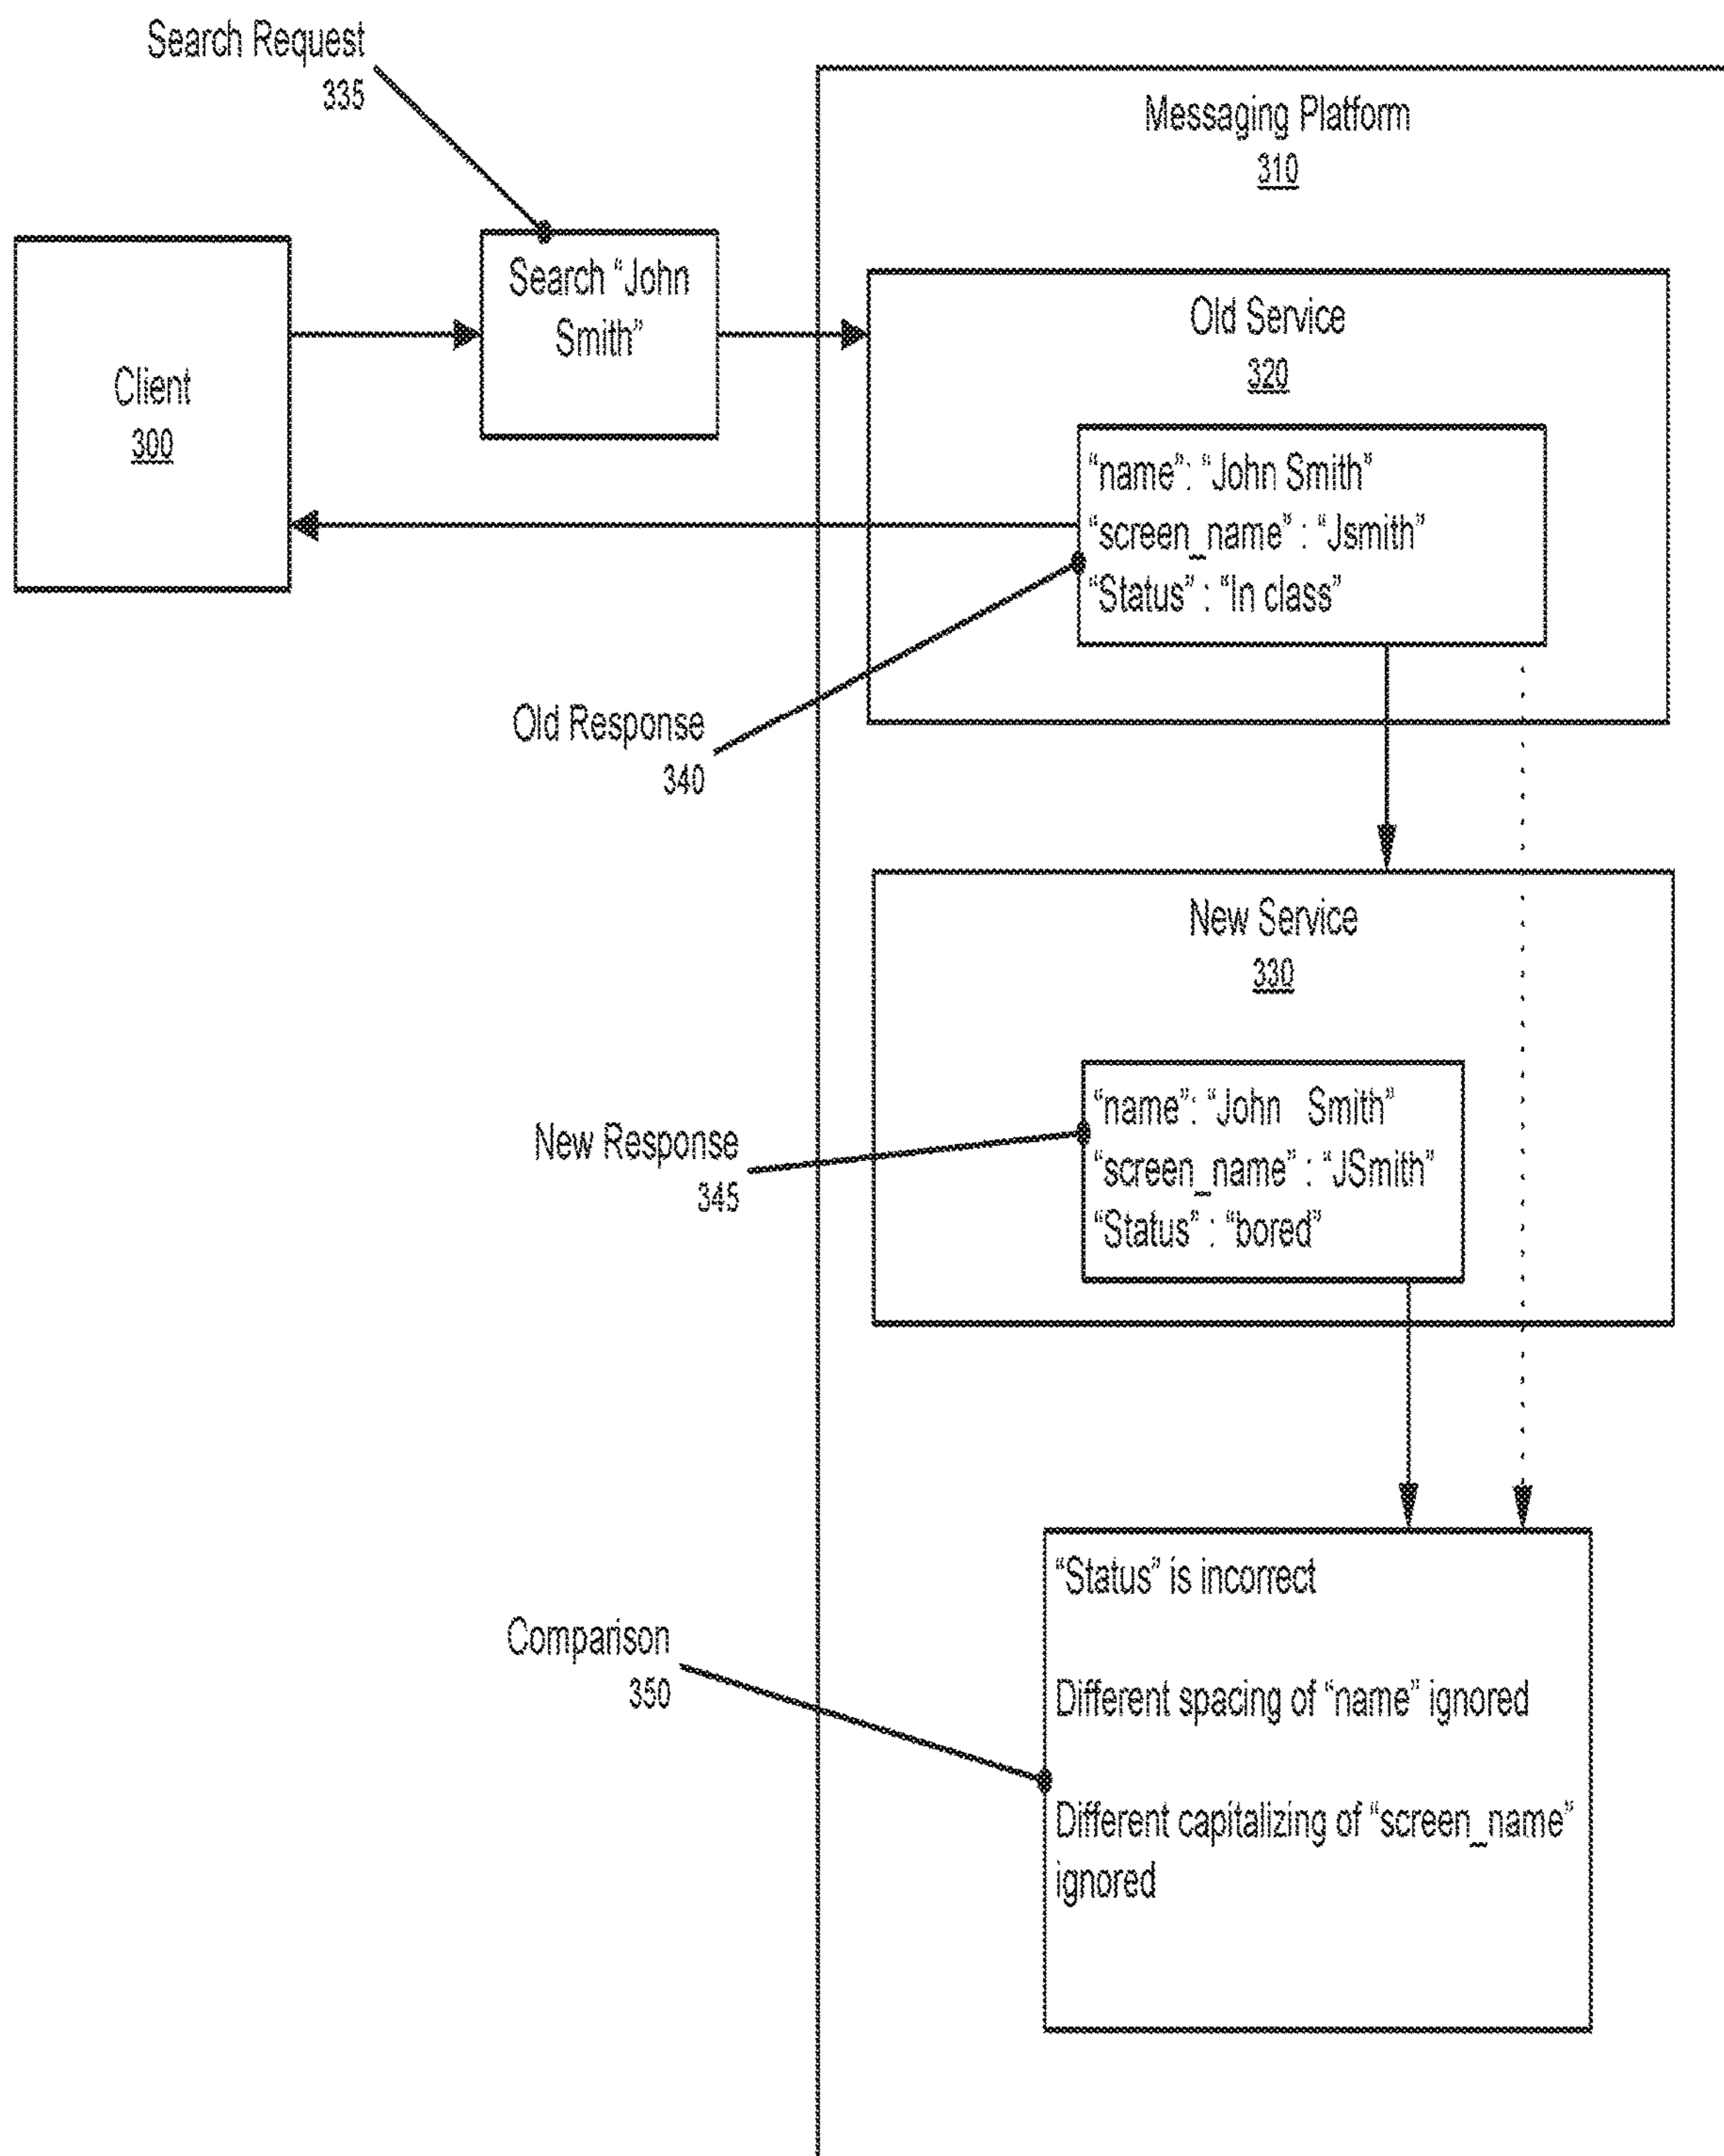 Search Request
335
Messaging Platform
310
Search “John
Smith”
Client
300
Old Service
320
“name”: “John Smith”
“screen_name” : “Jsmith”
“Status” : “In class”
Old Response
340
New Service
330
“name”: “John   Smith”
“screen_name” : “JSmith”
“Status” : “bored”
New Response
345
“Status” is incorrect
Different spacing of “name” ignored
Different capitalizing of “screen_name”
ignored
Comparison
350